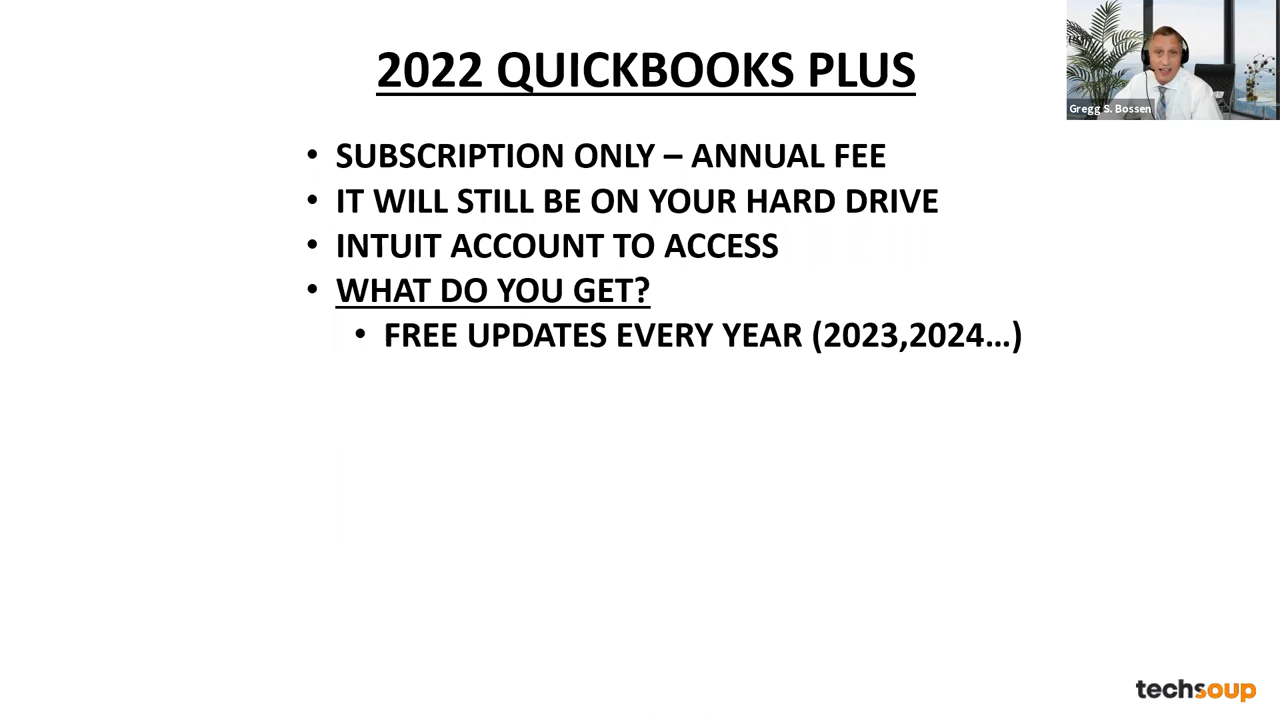 2022 QUICKBOOKS PLUS
Gregg S. Bossen
• SUBSCRIPTION ONLY – ANNUAL FEE
• IT WILL STILL BE ON YOUR HARD DRIVE
• INTUIT ACCOUNT TO ACCESS
• WHAT DO YOU GET?
• FREE UPDATES EVERY YEAR (2023,2024...)
techsoup